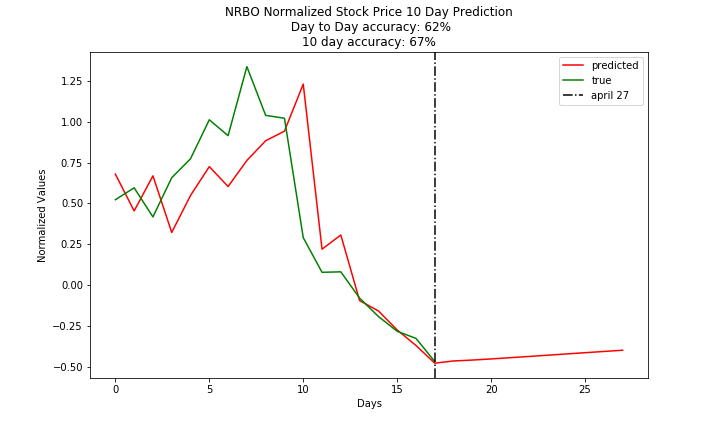 NRBO Normalized Stock Price 10 Day Prediction
Day to Day accuracy: 62%
10 day accuracy: 67%
predicted
true
april 27
Normalized Values
1.25
1.00
0.75
0.50
0.25
0.00
−0.25
−0.50
0 5 10 15 20 25
Days